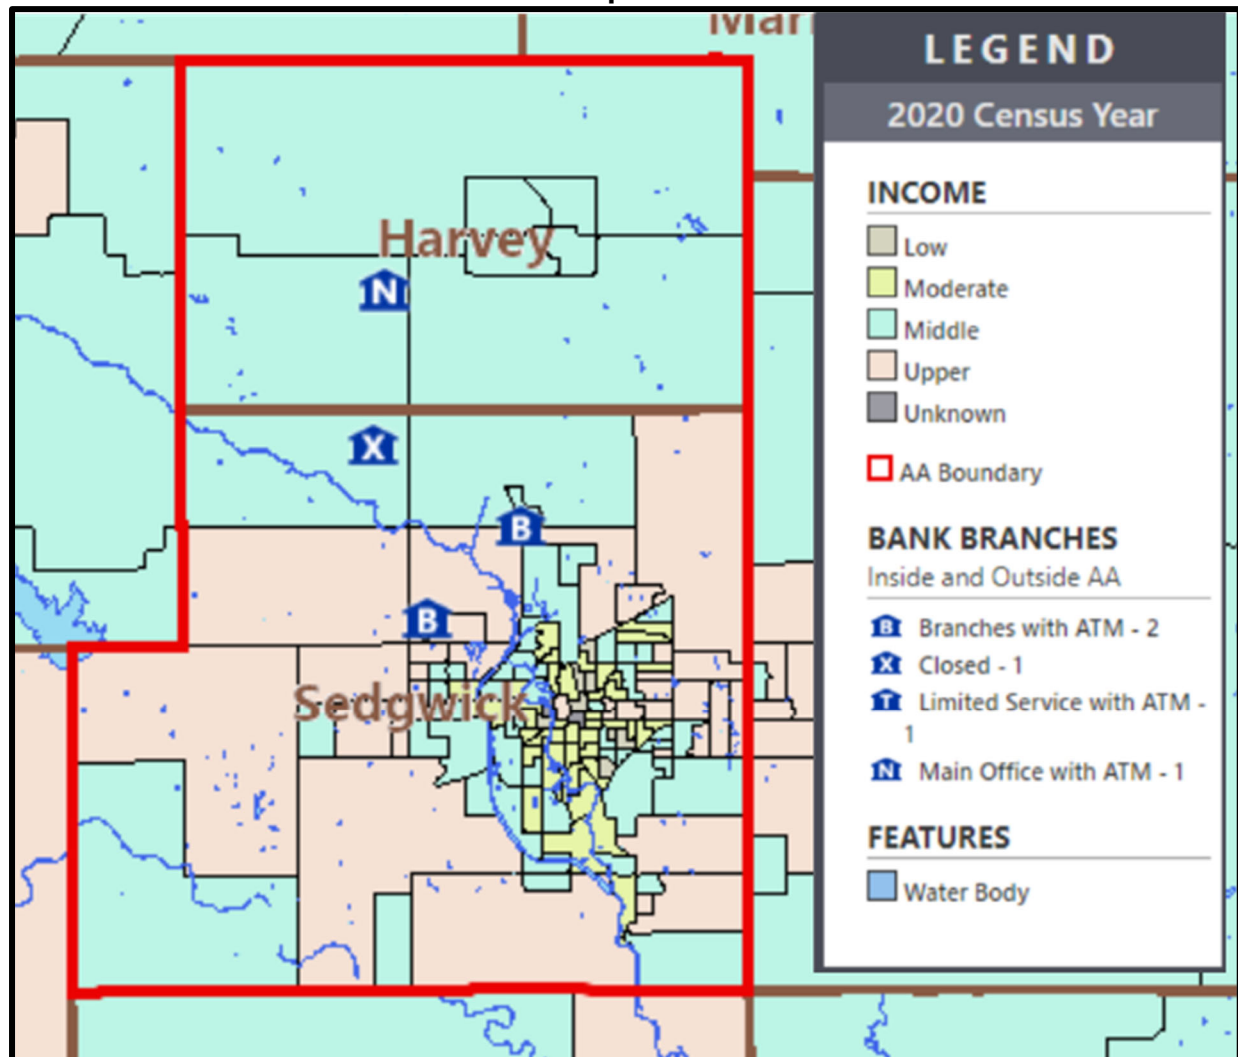 LEGEND
2020 Census Year
INCOME
Low
Moderate
Middle
Upper
Unknown
AA Boundary
BANK BRANCHES
Inside and Outside AA
B Branches with ATM - 2
X Closed - 1
T Limited Service with ATM -
1
N Main Office with ATM - 1
FEATURES
Water Body
Harvey
N
X
B
B
Sedgwick